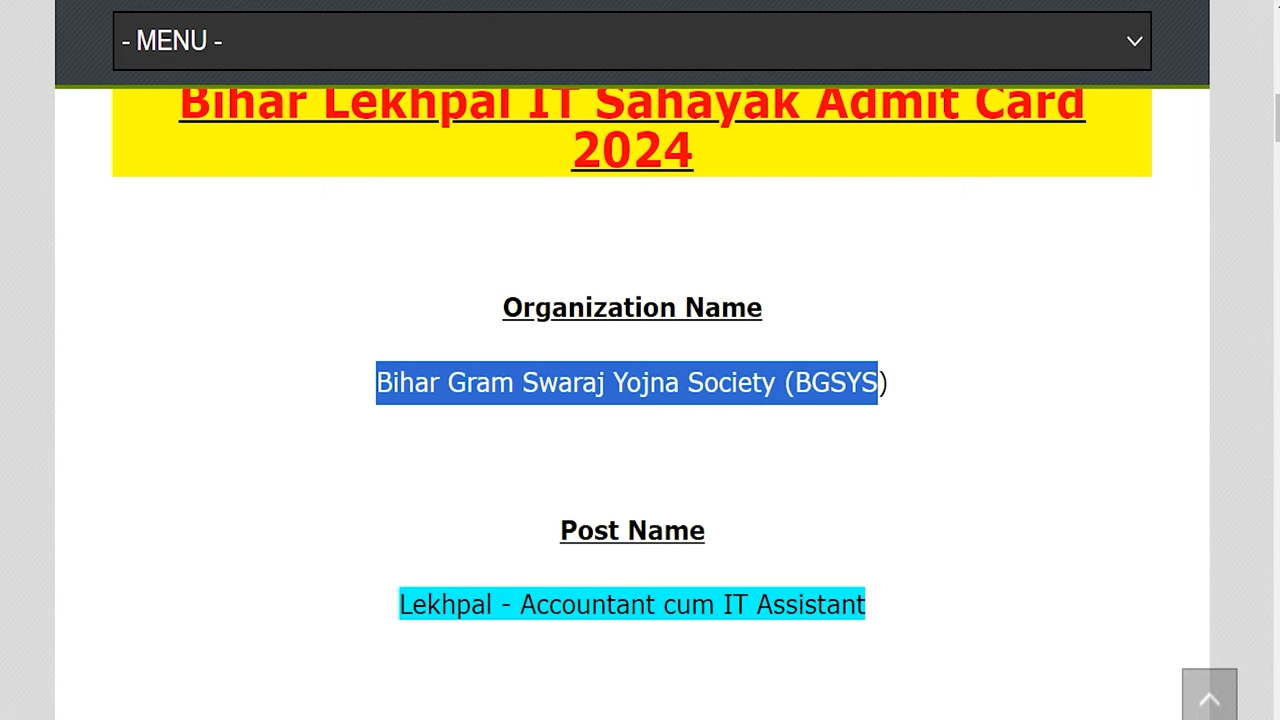 - MENU -
Bihar Lekhpal IT Sahayak Admit Card
2024
Organization Name
Bihar Gram Swaraj Yojna Society (BGSYS)
Post Name
Lekhpal - Accountant cum IT Assistant